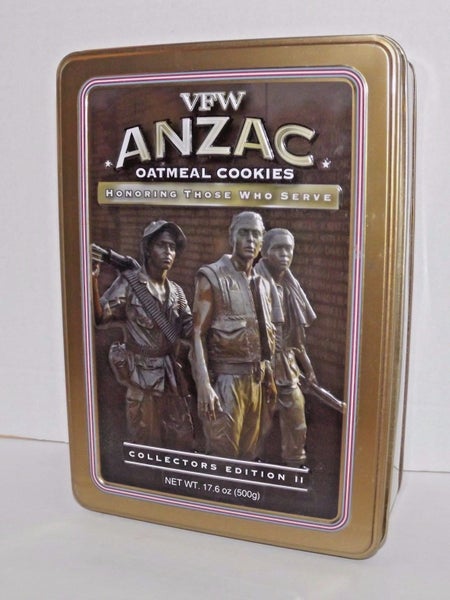 VFW
ANZAC
OATMEAL COOKIES
HONORING THOSE WHO SERVE
COLLECTORS EDITION II
NET WT. 17.6 oz (500g)